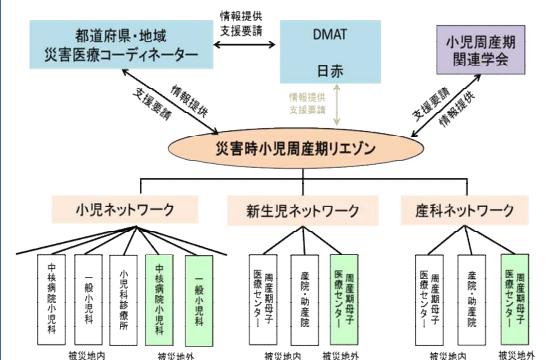 都道府県・地域
災害医療コーディネーター
情報提供
支援要請
DMAT
日赤
小児周産期
関連学会
情報提供
支援要請
情報提供
支援要請
支援要請
情報提供
災害時小児周産期リエゾン
小児ネットワーク
新生児ネットワーク
産科ネットワーク
中核病院小児科
一般小児科
小児科診療所
中核病院小児科
一般小児科
周産期母子
医療センター
産院・助産院
周産期母子
医療センター
周産期母子
医療センター
産院・助産院
周産期母子
医療センター
被災地内
被災地外
被災地内
被災地外
被災地内
被災地外